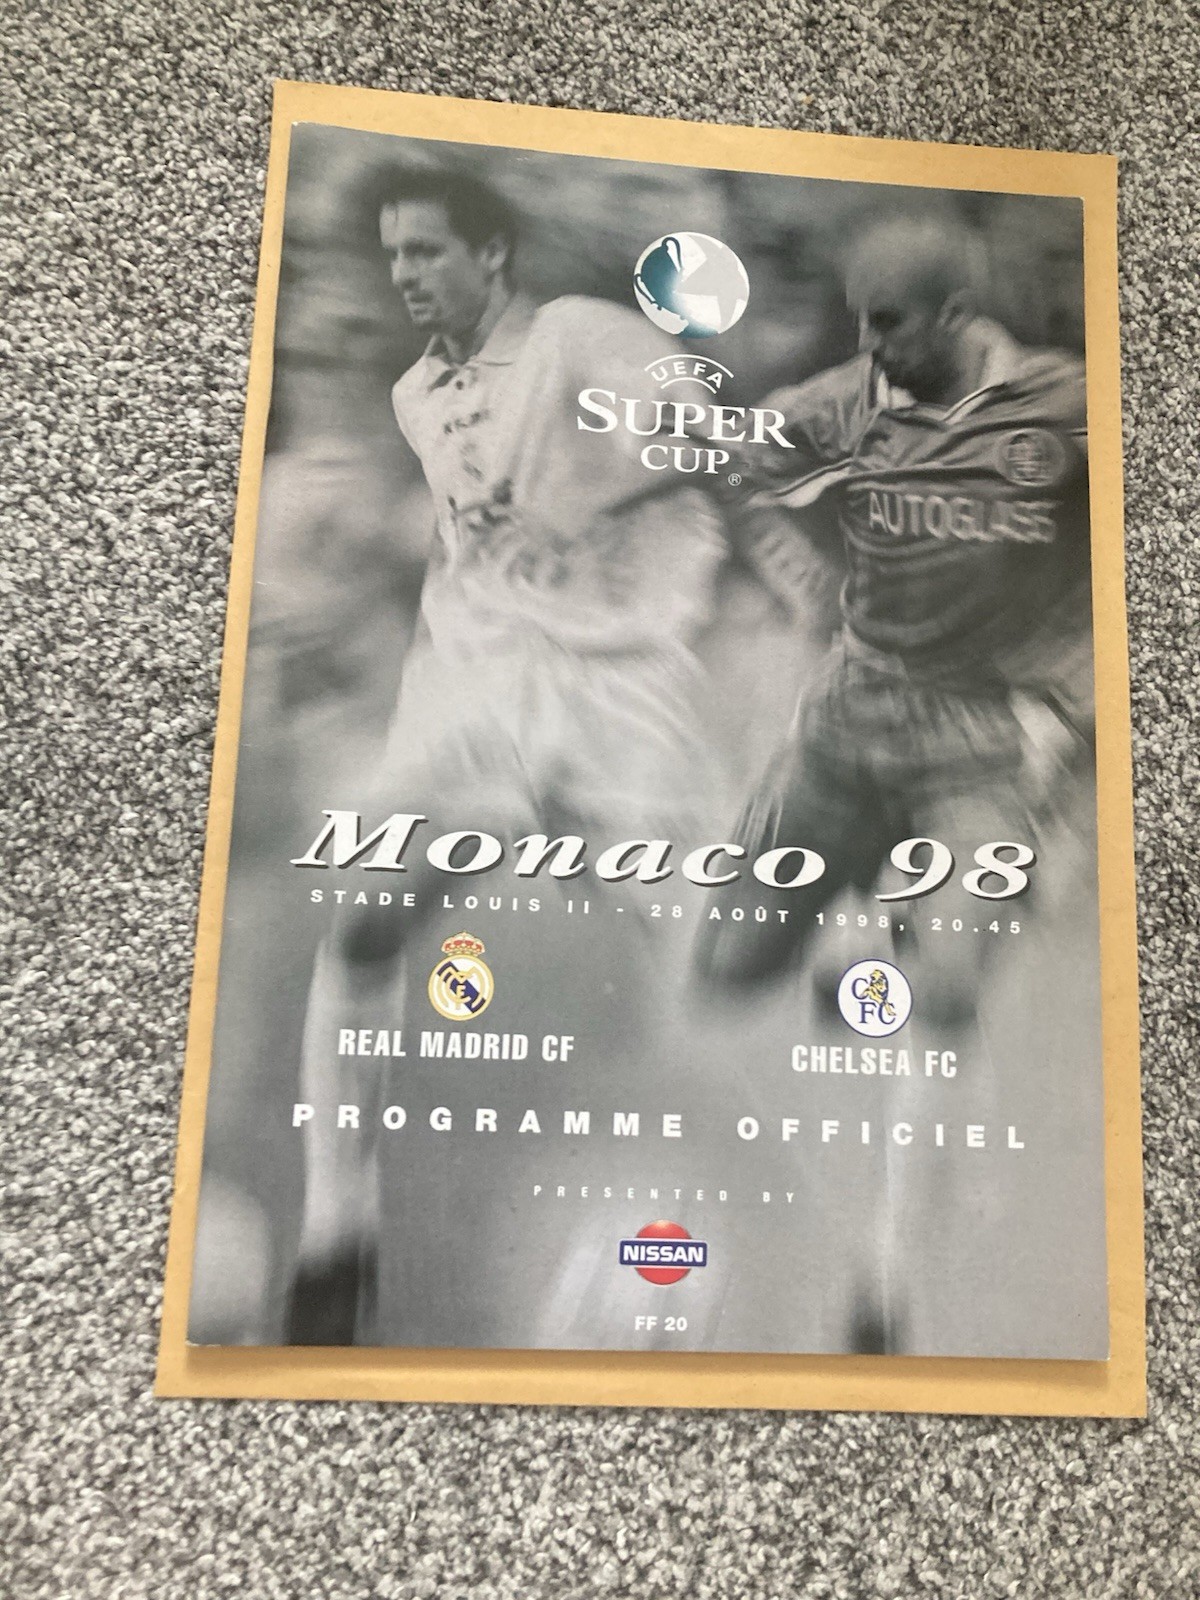 UEFA
SUPER
CUP®
AUTOGLASS
Monaco 98
STADE LOUIS II - 28 AOÛT 1998, 20.45
CFC
REAL MADRID CF
CHELSEA FC
PROGRAMME OFFICIEL
PRESENTED BY
NISSAN
FF 20